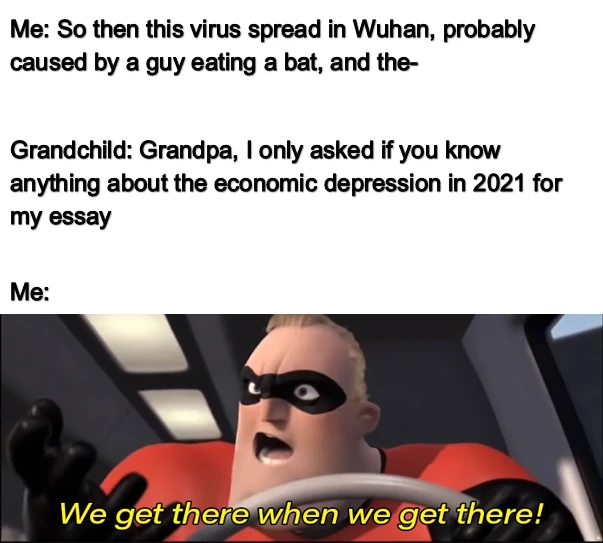 Me: So then this virus spread in Wuhan, probably
caused by a guy eating a bat, and the-
Grandchild: Grandpa, I only asked if you know
anything about the economic depression in 2021 for
my essay
Me:
We get there when we get there!